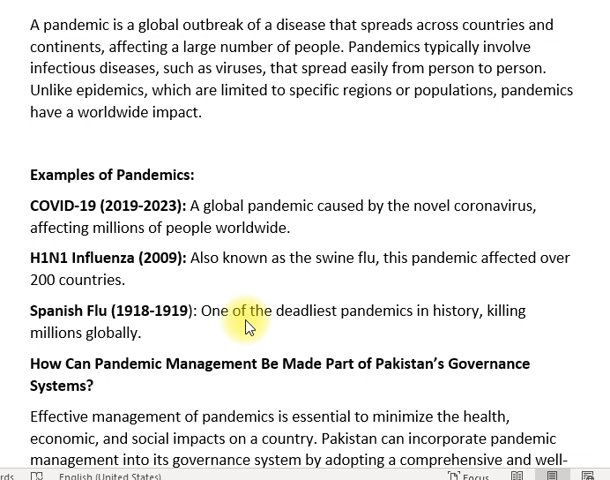 A pandemic is a global outbreak of a disease that spreads across countries and
continents, affecting a large number of people. Pandemics typically involve
infectious diseases, such as viruses, that spread easily from person to person.
Unlike epidemics, which are limited to specific regions or populations, pandemics
have a worldwide impact.
Examples of Pandemics:
COVID-19 (2019-2023): A global pandemic caused by the novel coronavirus,
affecting millions of people worldwide.
H1N1 Influenza (2009): Also known as the swine flu, this pandemic affected over
200 countries.
Spanish Flu (1918-1919): One of the deadliest pandemics in history, killing
millions globally.
How Can Pandemic Management Be Made Part of Pakistan’s Governance
Systems?
Effective management of pandemics is essential to minimize the health,
economic, and social impacts on a country. Pakistan can incorporate pandemic
management into its governance system by adopting a comprehensive and well-
rds English (United States) Focus